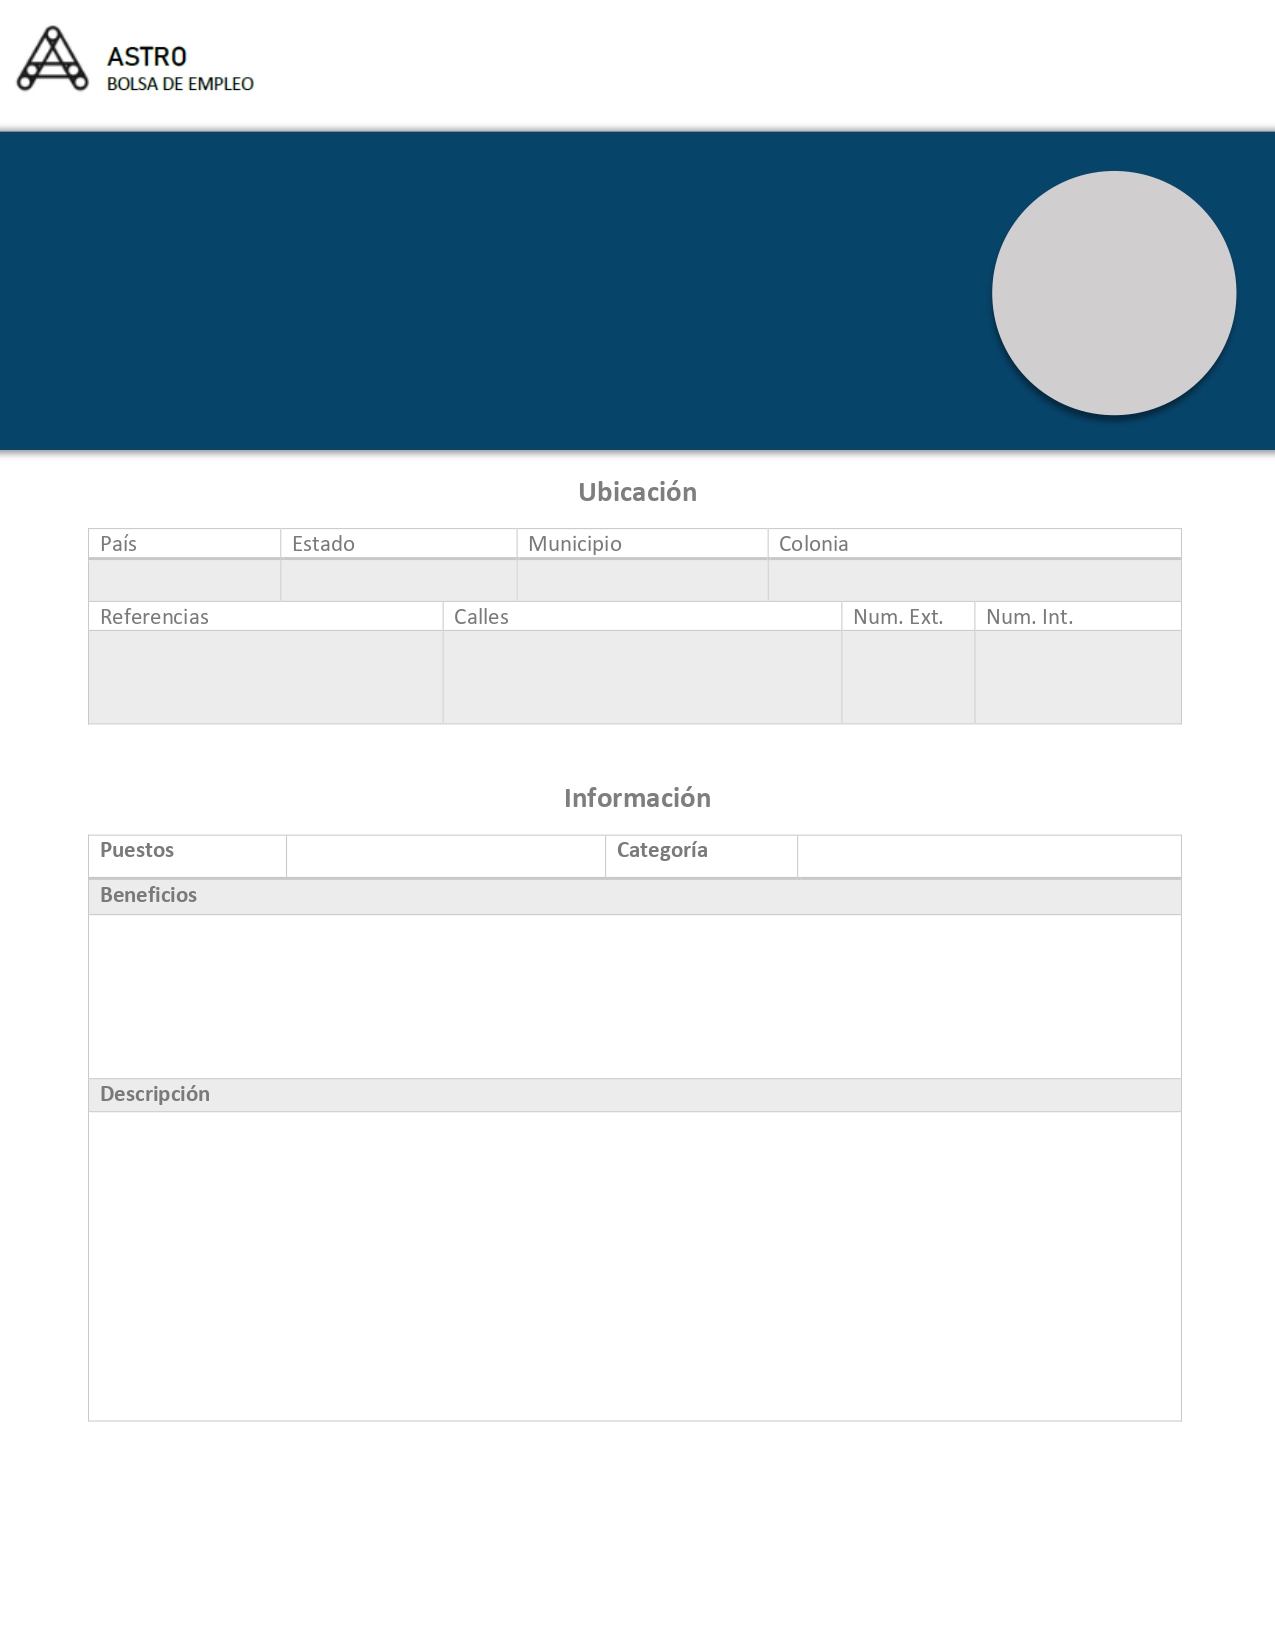 ASTRO
BOLSA DE EMPLEO
Ubicación
País Estado Municipio Colonia
Referencias Calles Num. Ext. Num. Int.
Información
Puestos Categoría
Beneficios
Descripción